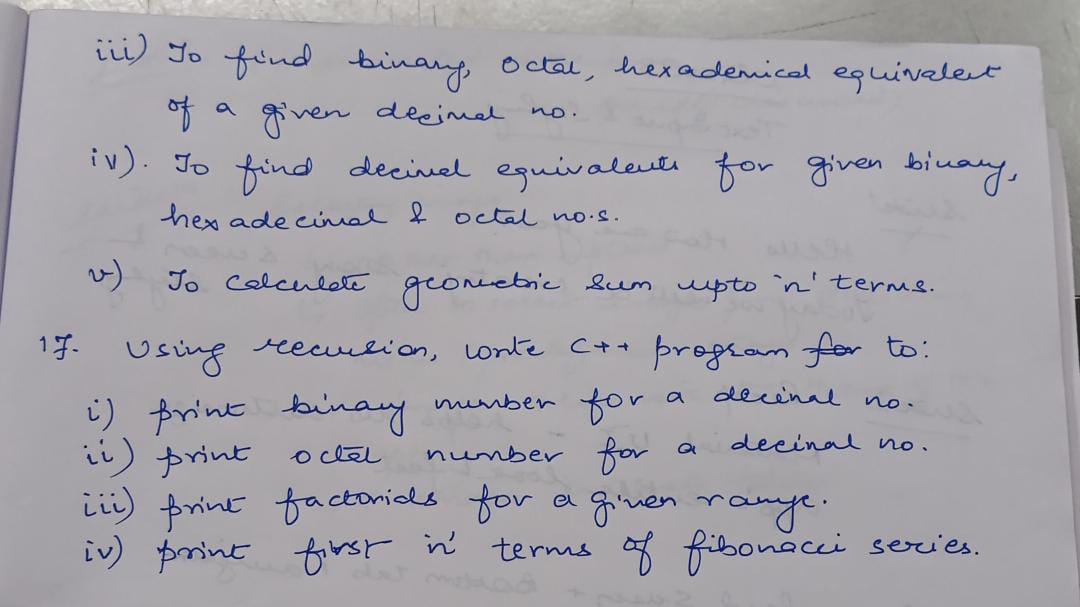 iii) To find binary, octal, hexademical equivalent
of a given decimal no.
iv). To find decimal equivalents for given binary,
hexadecimal & octal no.s.
v) To calculate geometric sum upto 'n' terms.
17. Using recursion, write C++ program for to:
i) print binary number for a decimal no.
ii) print octal number for a decimal no.
iii) print factorials for a given range.
iv) print first 'n' terms of fibonacci series.